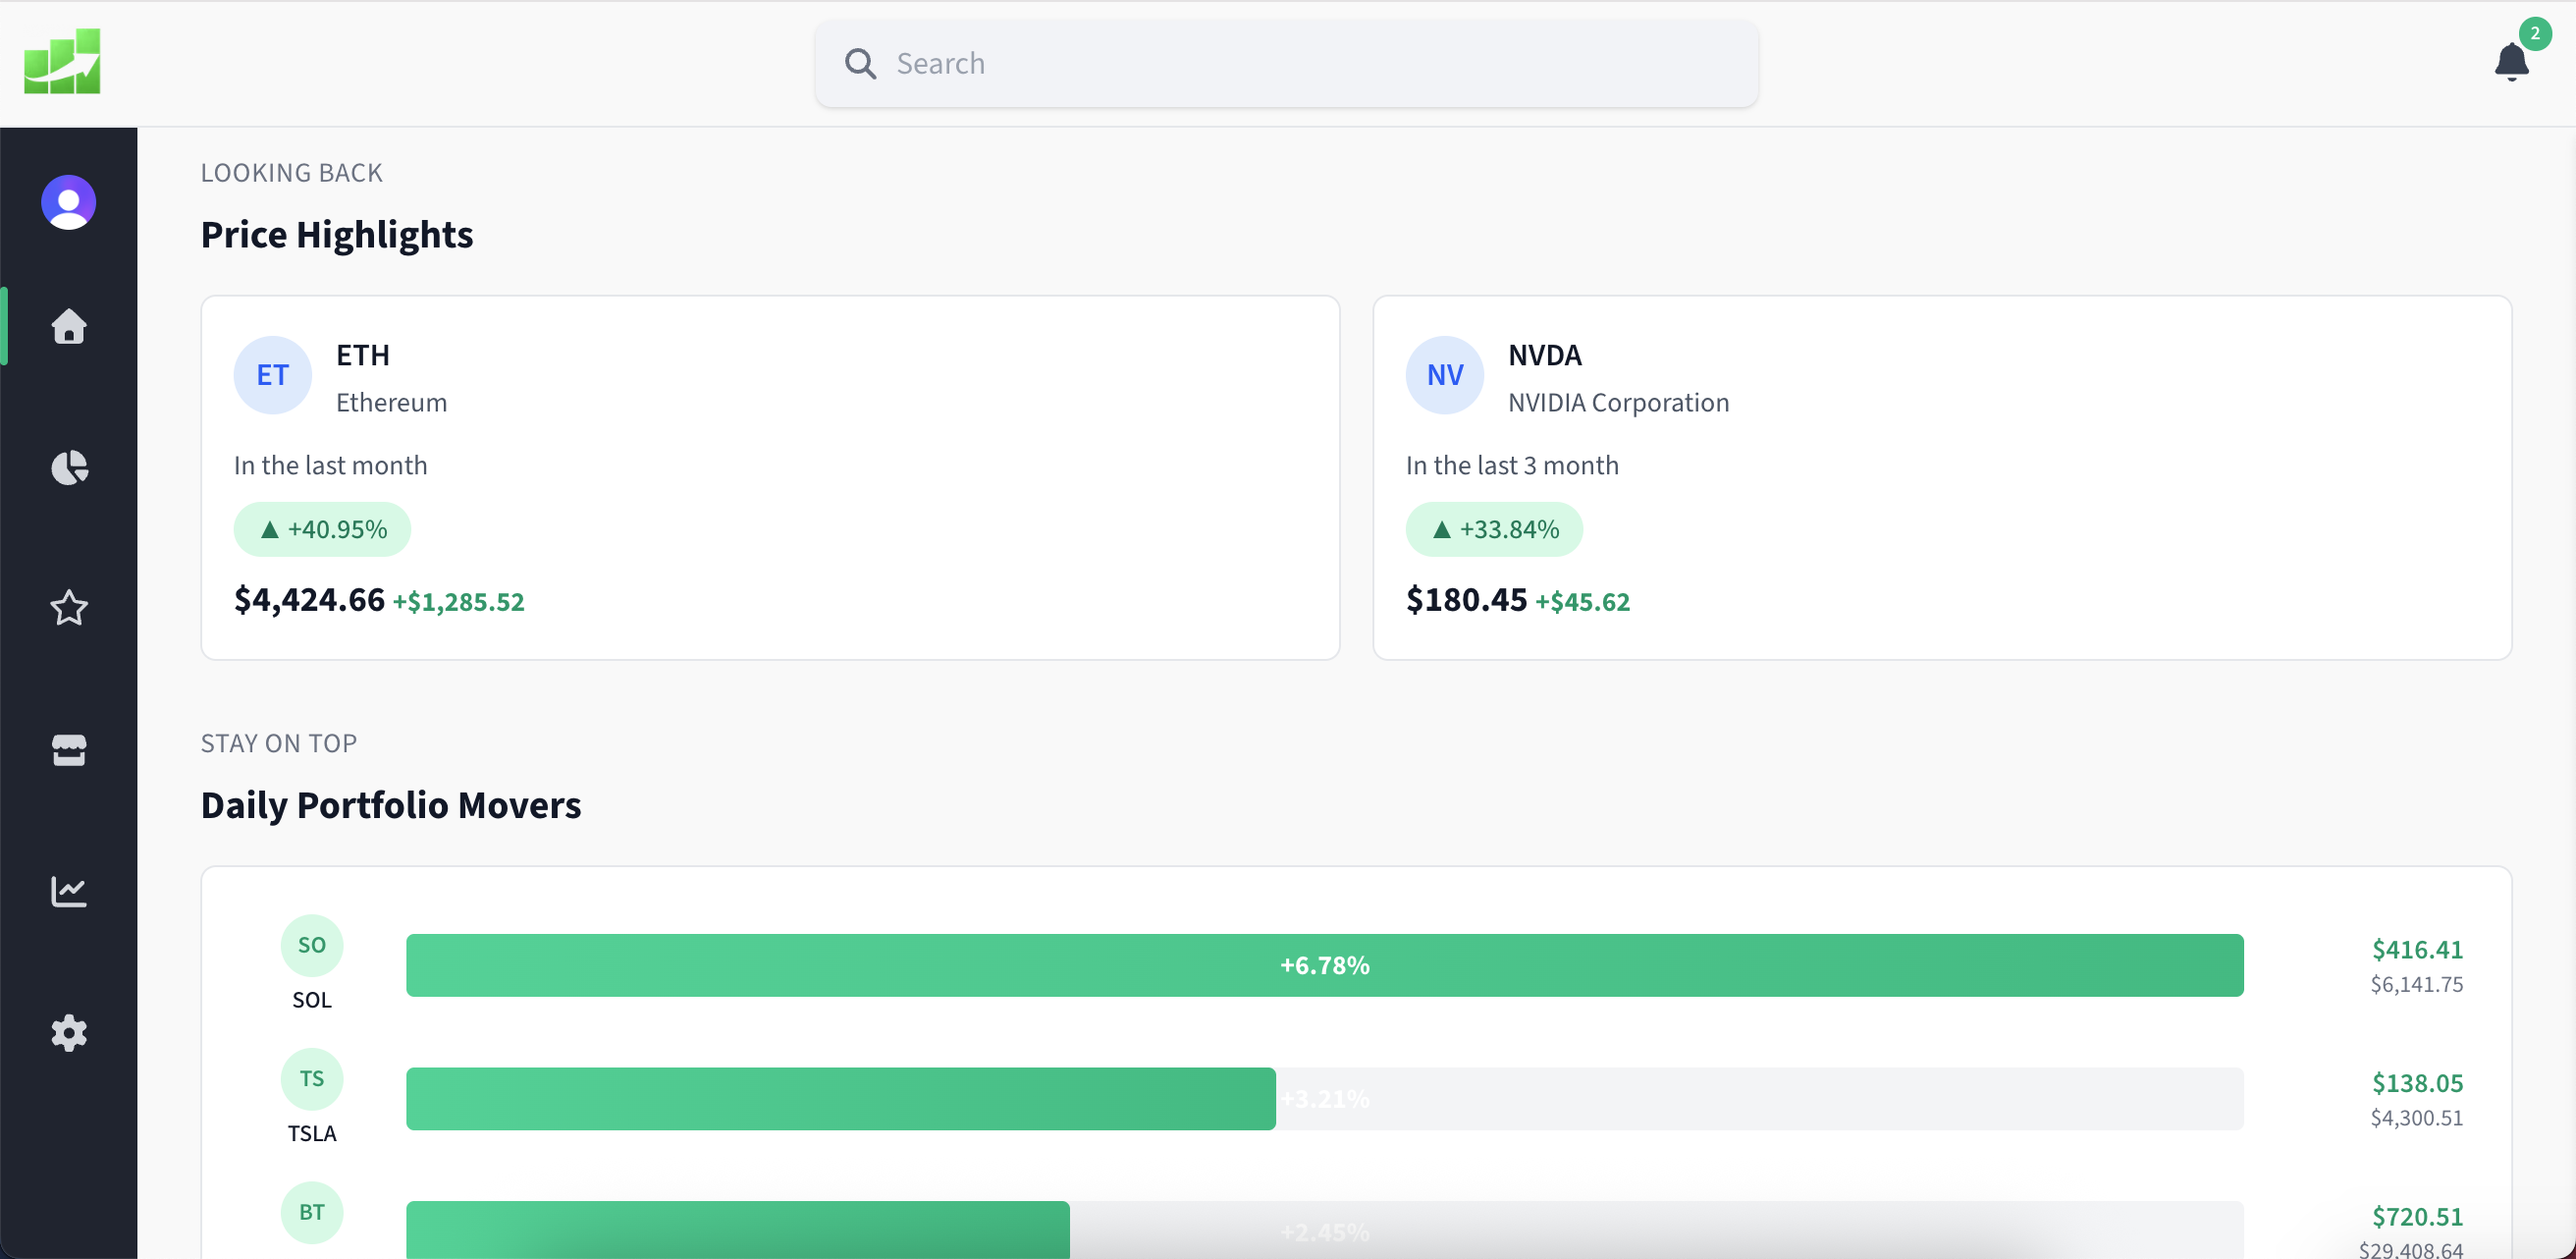 Search
2
LOOKING BACK
Price Highlights
ET
ETH
Ethereum
In the last month
▲ +40.95%
$4,424.66 +$1,285.52
NV
NVDA
NVIDIA Corporation
In the last 3 month
▲ +33.84%
$180.45 +$45.62
STAY ON TOP
Daily Portfolio Movers
SO
SOL
+6.78%
$416.41
$6,141.75
TS
TSLA
+3.21%
$138.05
$4,300.51
BT
+2.45%
$720.51
$29,408.64